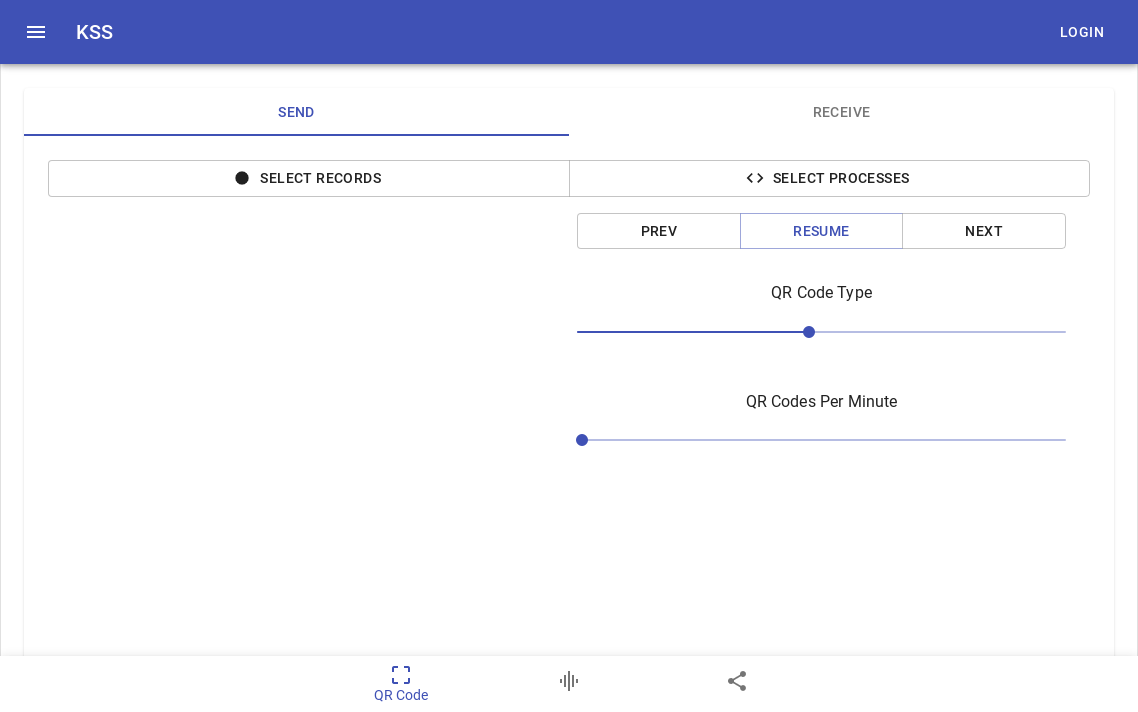 KSS
LOGIN
SEND
RECEIVE
SELECT RECORDS
SELECT PROCESSES
PREV
RESUME
NEXT
QR Code Type
QR Codes Per Minute
QR Code